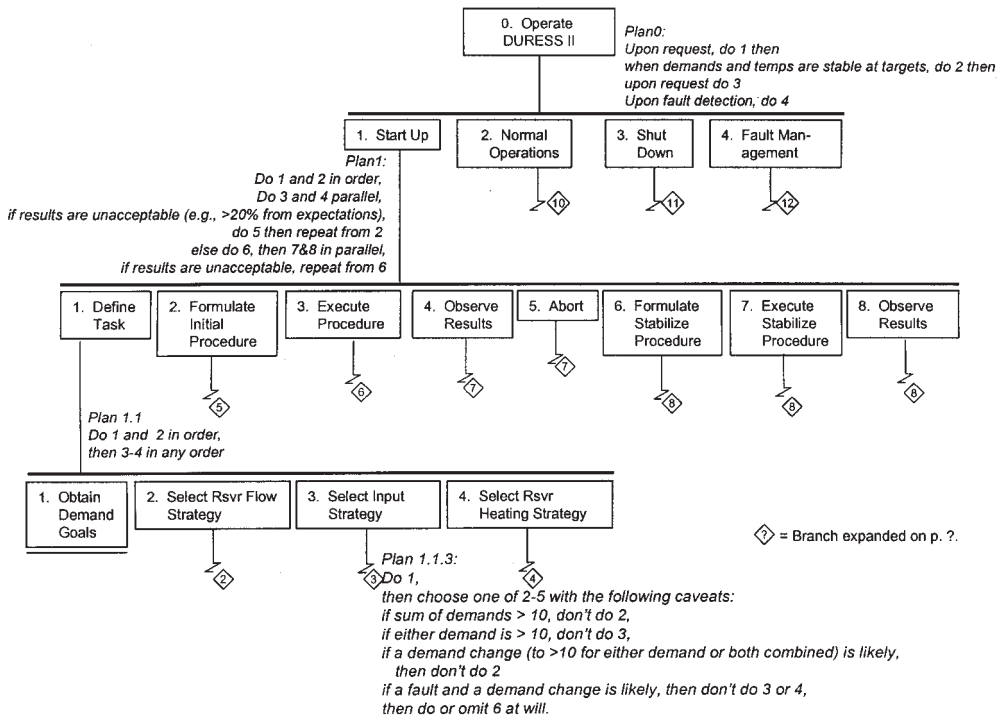 0. Operate
DURESS II
Plan0:
Upon request, do 1 then
when demands and temps are stable at targets, do 2 then
upon request do 3
Upon fault detection, do 4
1. Start Up
2. Normal
Operations
3. Shut
Down
4. Fault Man-
agement
10
11
12
Plan1:
Do 1 and 2 in order,
Do 3 and 4 parallel,
if results are unacceptable (e.g., >20% from expectations),
do 5 then repeat from 2
else do 6, then 7&8 in parallel,
if results are unacceptable, repeat from 6
1. Define
Task
2. Formulate
Initial
Procedure
3. Execute
Procedure
4. Observe
Results
5. Abort
6. Formulate
Stabilize
Procedure
7. Execute
Stabilize
Procedure
8. Observe
Results
5
6
7
7
8
8
8
Plan 1.1
Do 1 and 2 in order,
then 3-4 in any order
1. Obtain
Demand
Goals
2. Select Rsvr Flow
Strategy
3. Select Input
Strategy
4. Select Rsvr
Heating Strategy
2
3
4
? = Branch expanded on p. ?.
Plan 1.1.3:
Do 1,
then choose one of 2-5 with the following caveats:
if sum of demands > 10, don't do 2,
if either demand is > 10, don't do 3,
if a demand change (to >10 for either demand or both combined) is likely,
then don't do 2
if a fault and a demand change is likely, then don't do 3 or 4,
then do or omit 6 at will.